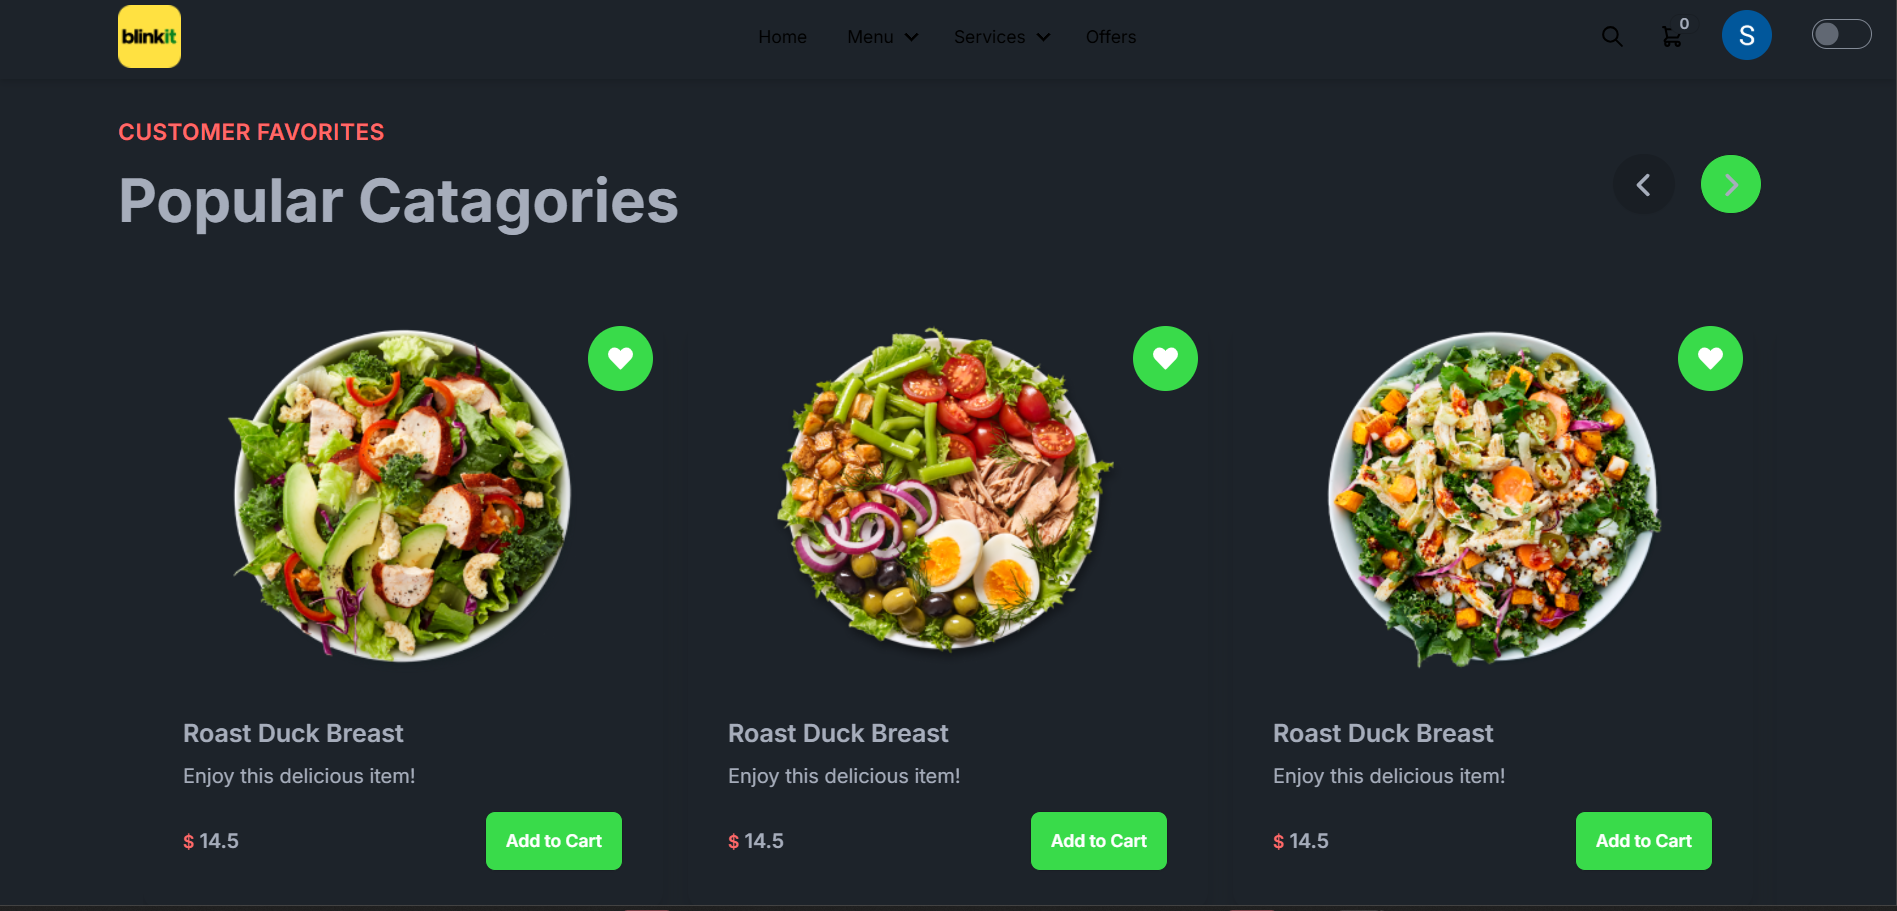 blinkit
Home Menu Services Offers
0
S
CUSTOMER FAVORITES
Popular Catagories
Roast Duck Breast
Enjoy this delicious item!
$ 14.5
Add to Cart
Roast Duck Breast
Enjoy this delicious item!
$ 14.5
Add to Cart
Roast Duck Breast
Enjoy this delicious item!
$ 14.5
Add to Cart